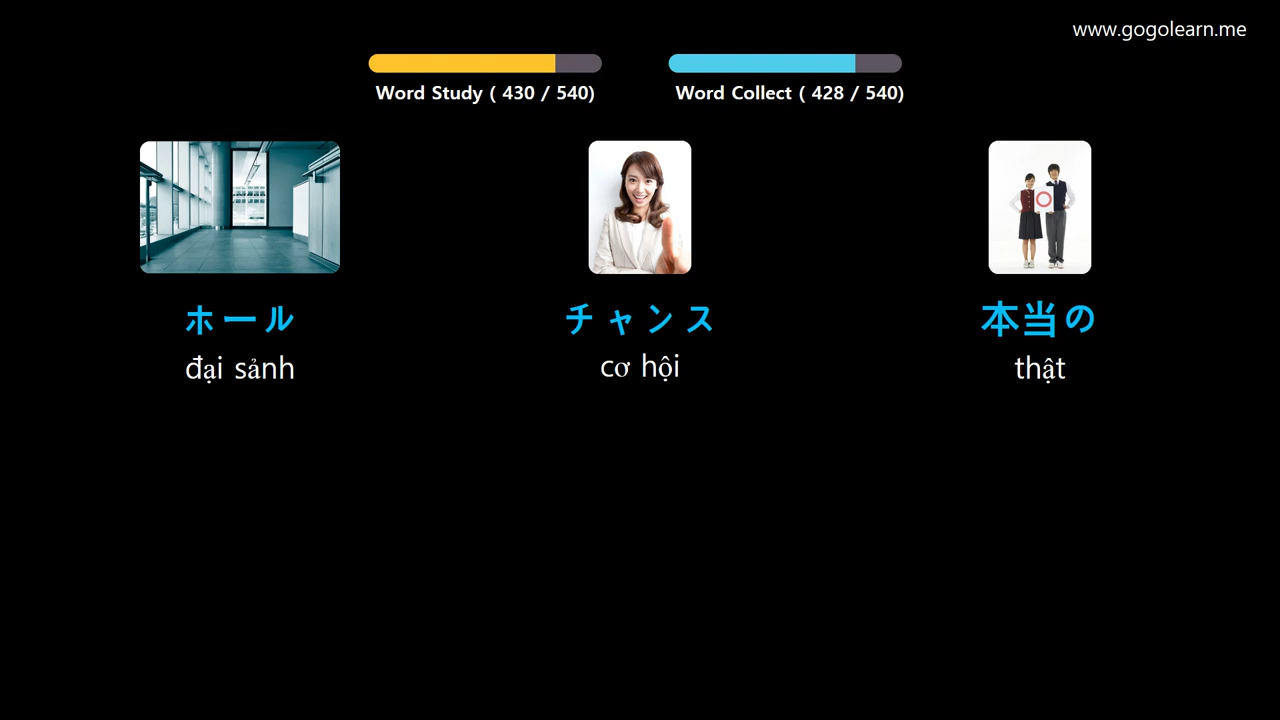 www.gogolearn.me
Word Study ( 430 / 540)
Word Collect ( 428 / 540)
ホール
チャンス
本当の
đại sảnh
cơ hội
thật